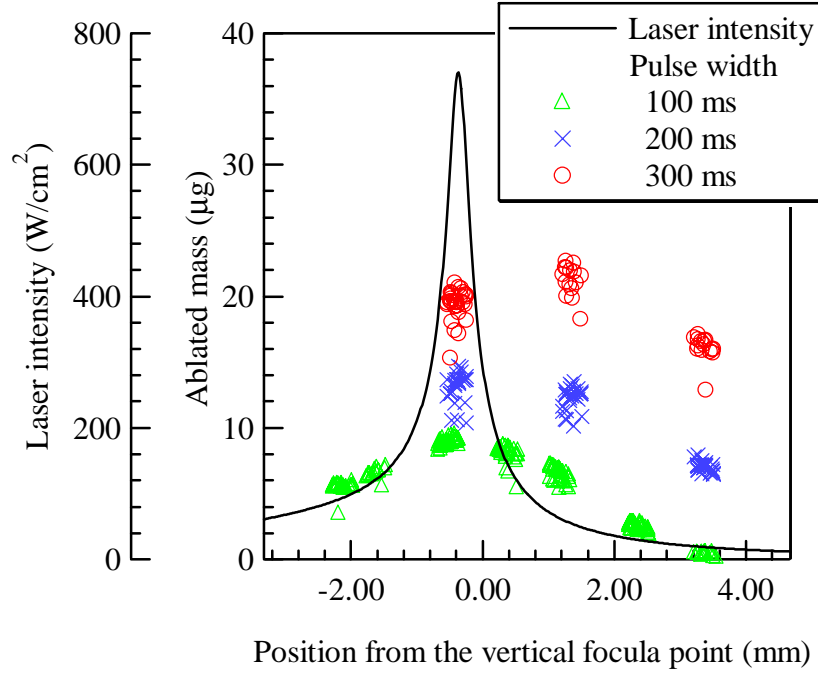 Laser intensity
Pulse width
100 ms
200 ms
300 ms
Laser intensity (W/cm²)
800
600
400
200
0
Ablated mass (μg)
40
30
20
10
0
-2.00 0.00 2.00 4.00
Position from the vertical focula point (mm)